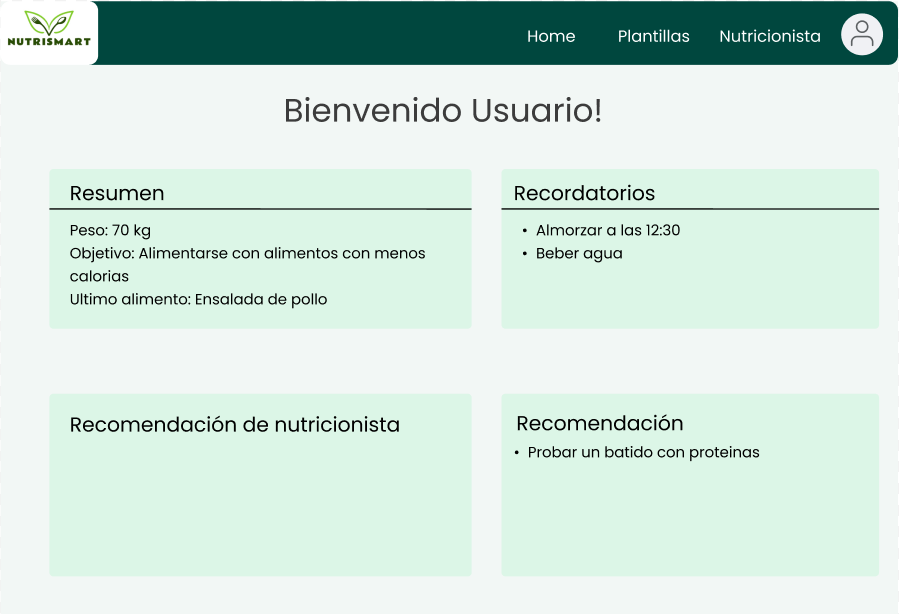 NUTRISMART
Home Plantillas Nutricionista
Bienvenido Usuario!
Resumen
Peso: 70 kg
Objetivo: Alimentarse con alimentos con menos
calorias
Ultimo alimento: Ensalada de pollo
Recordatorios
• Almorzar a las 12:30
• Beber agua
Recomendación de nutricionista
Recomendación
• Probar un batido con proteinas